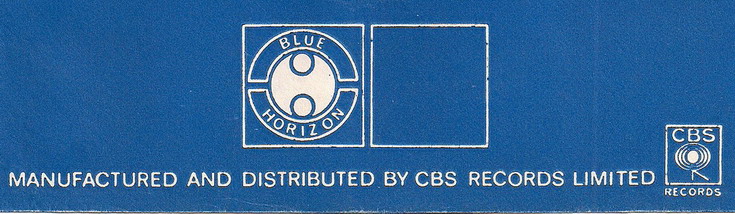 BLUE
HORIZON
CBS
MANUFACTURED AND DISTRIBUTED BY CBS RECORDS LIMITED
RECORDS